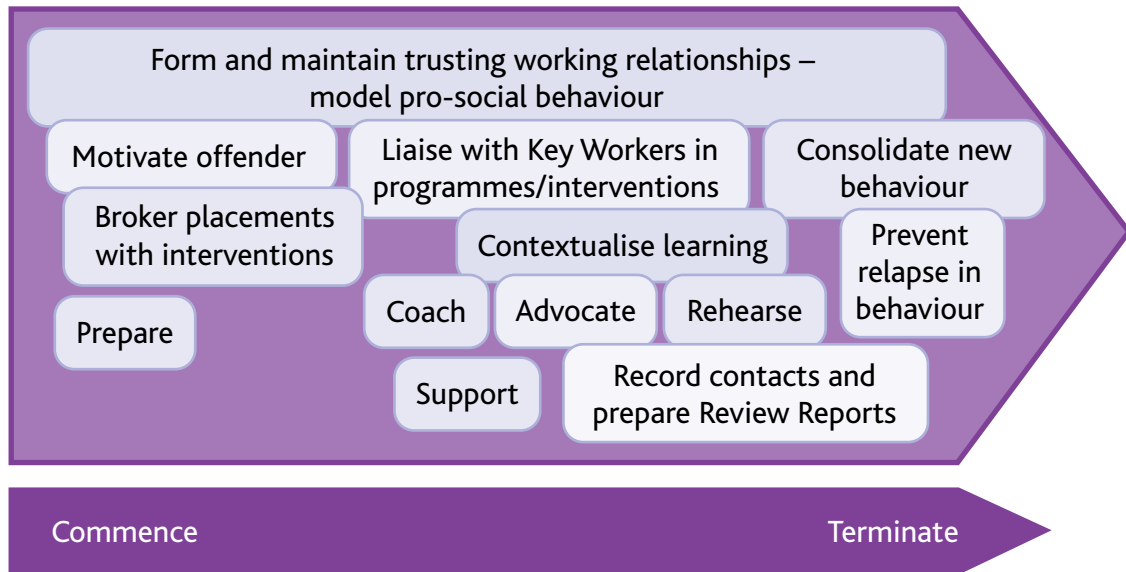 Form and maintain trusting working relationships –
model pro-social behaviour
Motivate offender
Liaise with Key Workers in
programmes/interventions
Consolidate new
behaviour
Broker placements
with interventions
Contextualise learning
Prevent
relapse in
behaviour
Prepare
Coach
Advocate
Rehearse
Support
Record contacts and
prepare Review Reports
Commence
Terminate